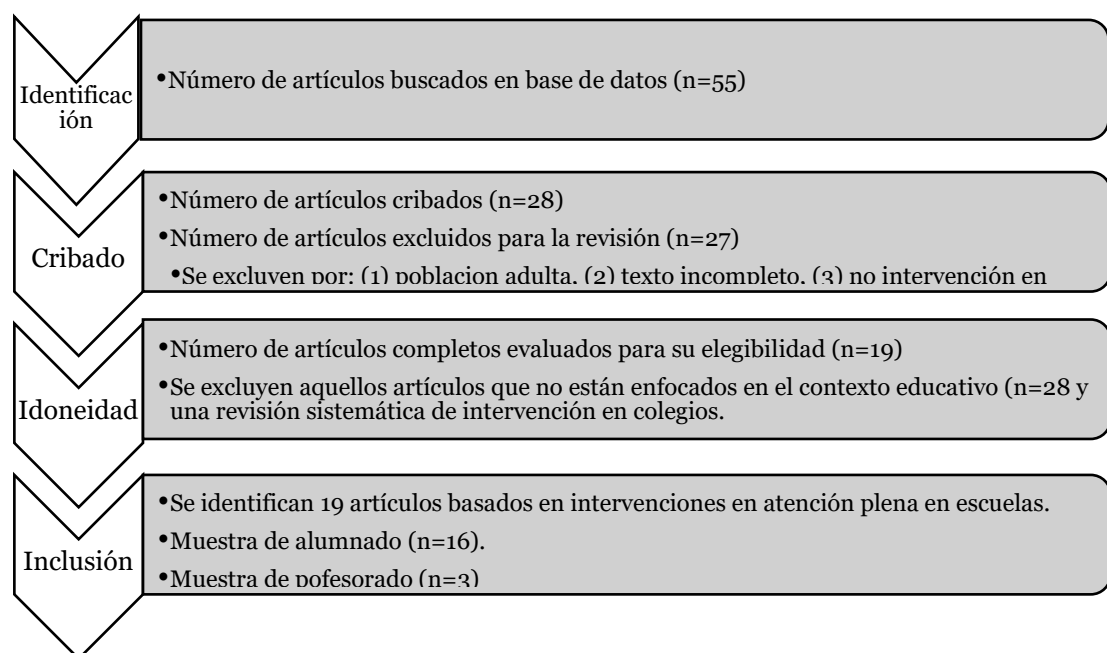 Identificac
ión
•Número de artículos buscados en base de datos (n=55)
Cribado
•Número de artículos cribados (n=28)
•Número de artículos excluidos para la revisión (n=27)
•Se excluyen por: (1) poblacion adulta, (2) texto incompleto, (3) no intervención en
Idoneidad
•Número de artículos completos evaluados para su elegibilidad (n=19)
•Se excluyen aquellos artículos que no están enfocados en el contexto educativo (n=28 y
una revisión sistemática de intervención en colegios.
Inclusión
•Se identifican 19 artículos basados en intervenciones en atención plena en escuelas.
•Muestra de alumnado (n=16).
•Muestra de pofesorado (n=3)